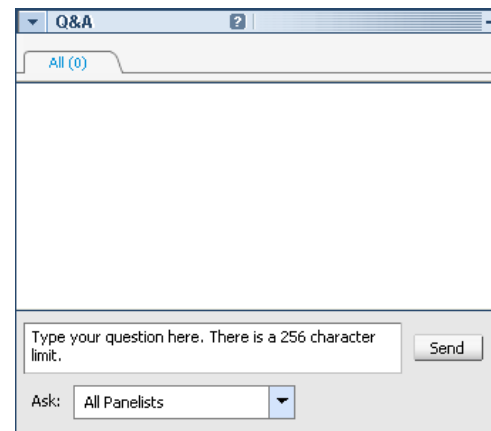 Q&A ?
All (0)
Type your question here. There is a 256 character
limit.
Send
Ask: All Panelists